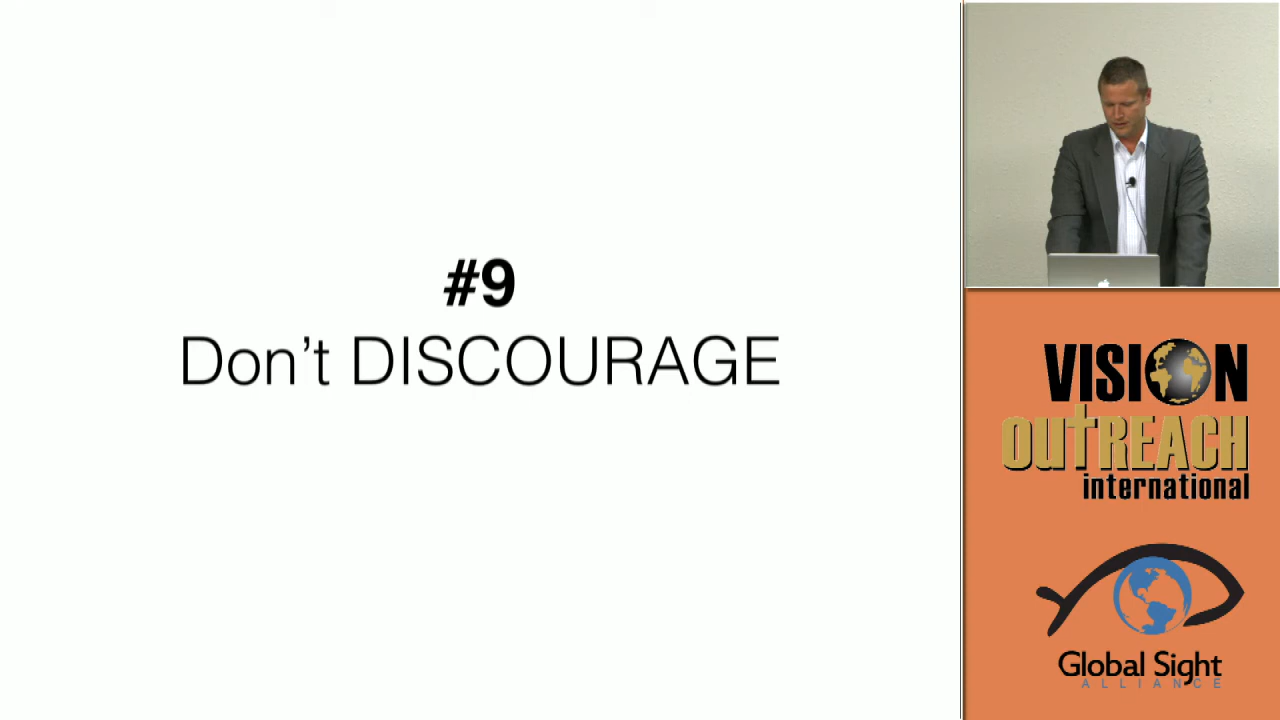 #9
Don't DISCOURAGE
VISION
OUTREACH
international
Global Sight
ALLIANCE